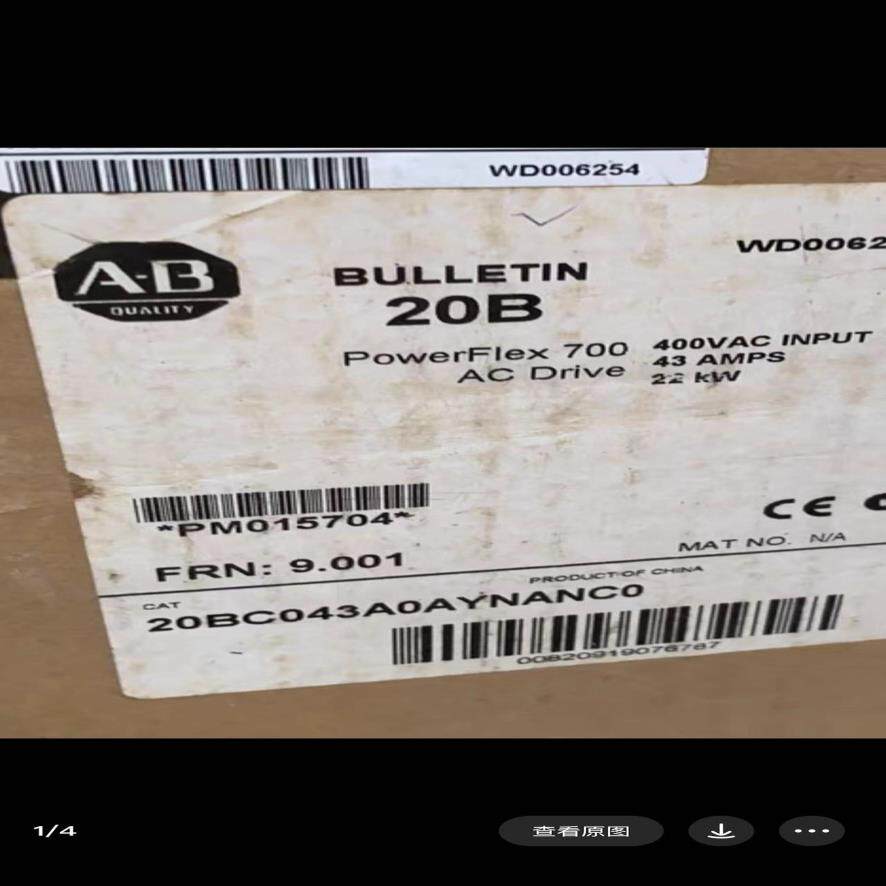 WD006254
WD0062
A-B
QUALITY
BULLETIN
20B
PowerFlex 700
AC Drive
400VAC INPUT
43 AMPS
22 kW
*PM015704*
CE
MAT NO. N/A
FRN: 9.001
PRODUCT OF CHINA
CAT
20BC043A0AYNANC0
1/4
查看原图